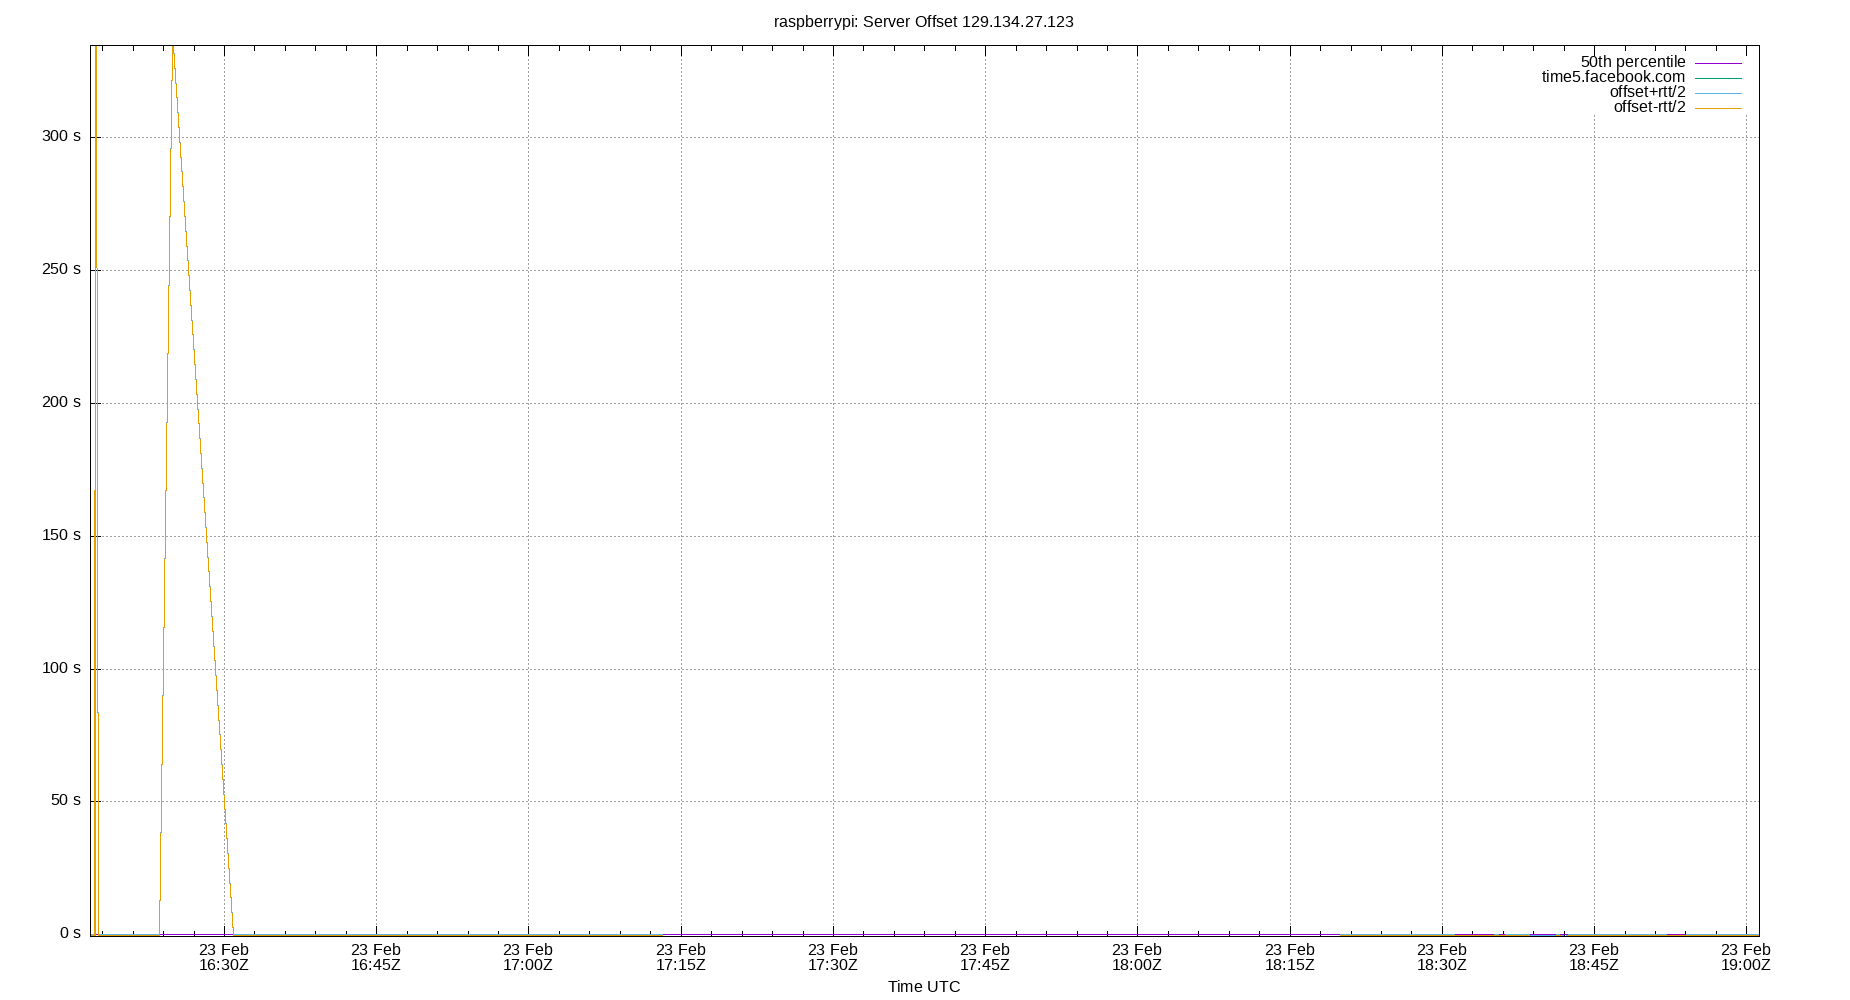 raspberrypi: Server Offset 129.134.27.123
50th percentile
time5.facebook.com
offset+rtt/2
offset-rtt/2
300 s
250 s
200 s
150 s
100 s
50 s
0 s
23 Feb 23 Feb 23 Feb 23 Feb 23 Feb 23 Feb 23 Feb 23 Feb 23 Feb 23 Feb 23 Feb
16:30Z 16:45Z 17:00Z 17:15Z 17:30Z 17:45Z 18:00Z 18:15Z 18:30Z 18:45Z 19:00Z
Time UTC